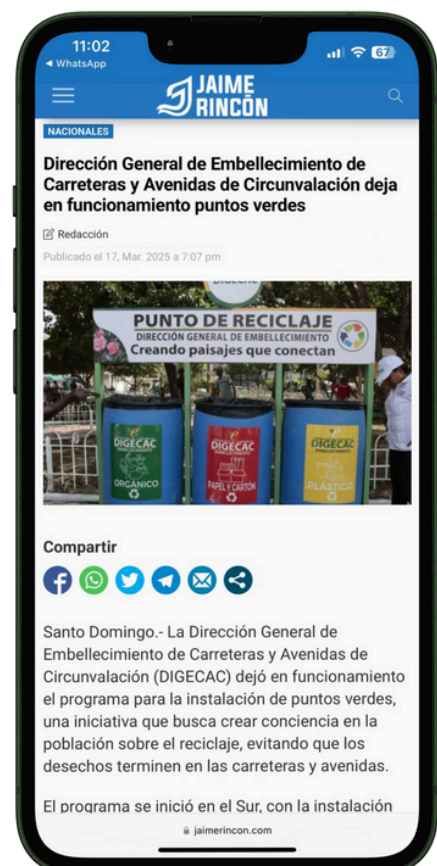 11:02
67
◀ WhatsApp
JAIME
RINCÓN
NACIONALES
Dirección General de Embellecimiento de
Carreteras y Avenidas de Circunvalación deja
en funcionamiento puntos verdes
Redacción
Publicado el 17, Mar. 2025 a 7:07 pm
DIGECAC
PUNTO DE RECICLAJE
DIRECCIÓN GENERAL DE EMBELLECIMIENTO
Creando paisajes que conectan
DIGECAC
DIGECAC
DIGECAC
ORGÁNICO
PAPEL Y CARTÓN
PLÁSTICO
Compartir
Santo Domingo.- La Dirección General de
Embellecimiento de Carreteras y Avenidas de
Circunvalación (DIGECAC) dejó en funcionamiento
el programa para la instalación de puntos verdes,
una iniciativa que busca crear conciencia en la
población sobre el reciclaje, evitando que los
desechos terminen en las carreteras y avenidas.
El programa se inició en el Sur, con la instalación
jaimerincon.com